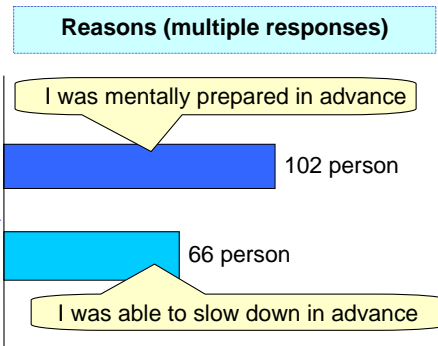 Reasons (multiple responses)
I was mentally prepared in advance
102 person
66 person
I was able to slow down in advance